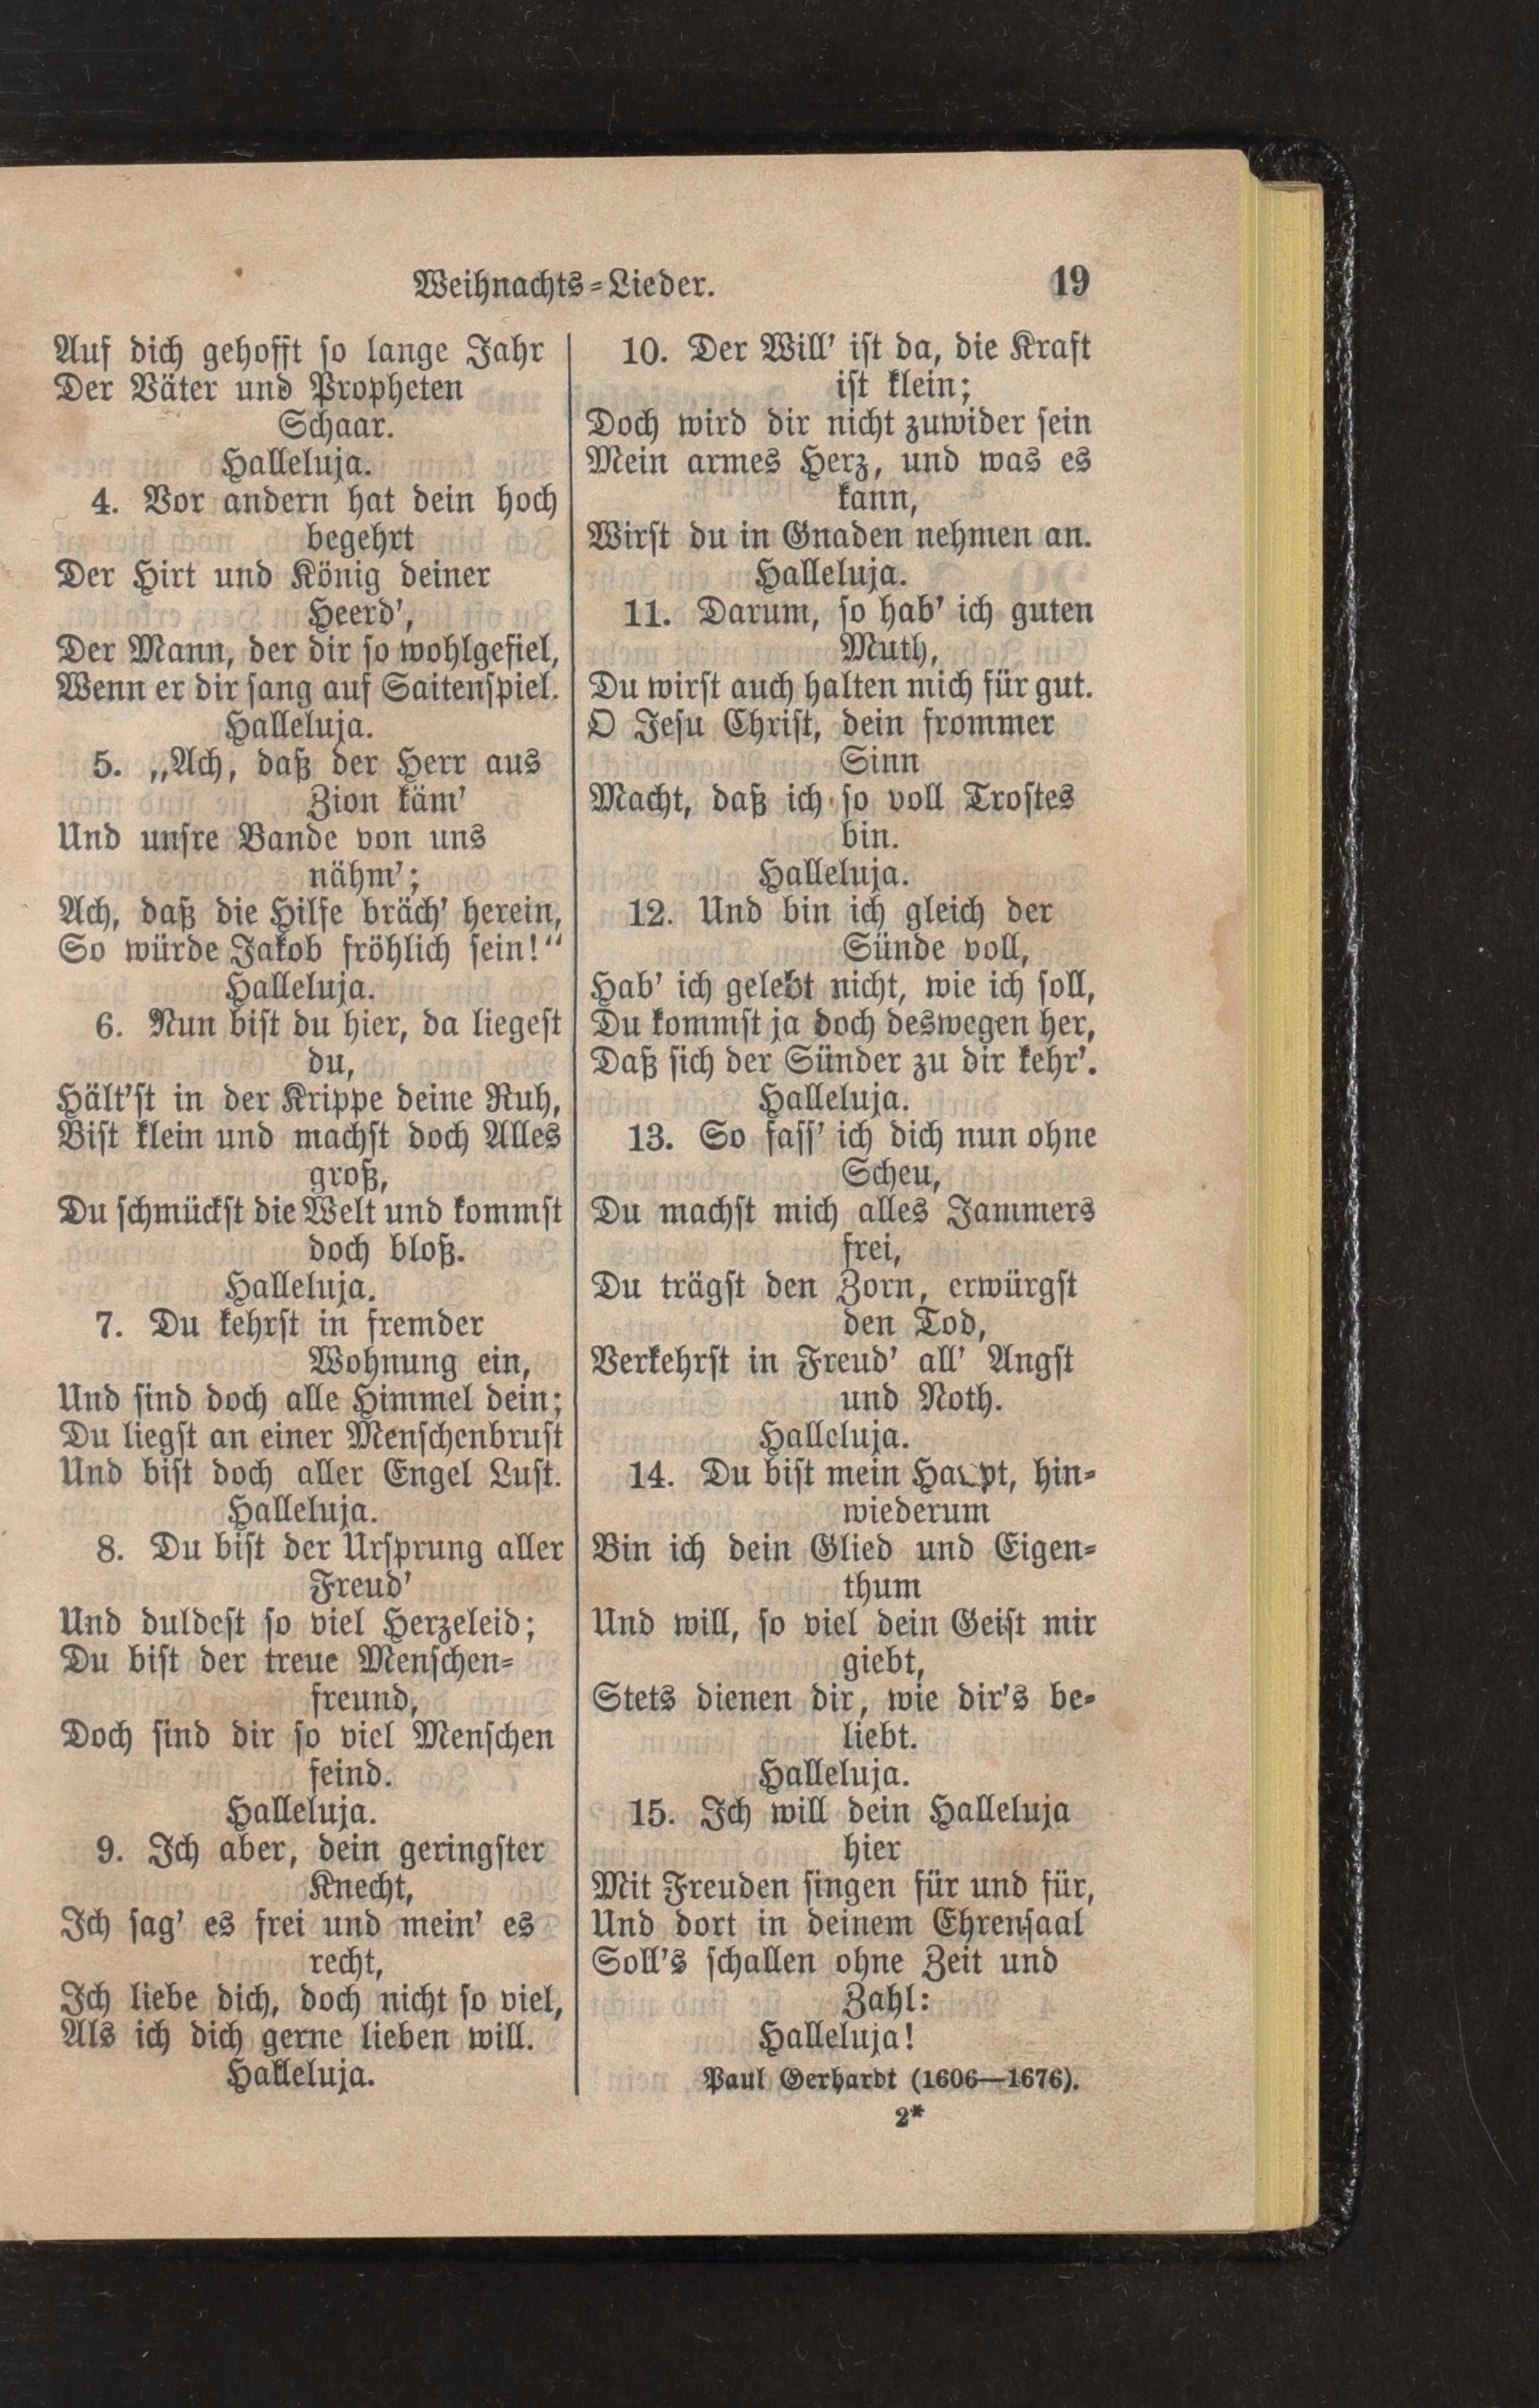 Weihnachts-Lieder.
19
Auf dich gehofft so lange Jahr
Der Väter und Propheten
Schaar.
Halleluja.
4. Vor andern hat dein hoch
begehrt
Der Hirt und König deiner
Heerd',
Der Mann, der dir so wohlgefiel,
Wenn er dir sang auf Saitenspiel.
Halleluja.
5. „Ach, daß der Herr aus
Zion käm'
Und unsre Bande von uns
nähm';
Ach, daß die Hilfe bräch' herein,
So würde Jakob fröhlich sein!“
Halleluja.
6. Nun bist du hier, da liegest
du,
Hält'st in der Krippe deine Ruh,
Bist klein und machst doch Alles
groß,
Du schmückst die Welt und kommst
doch bloß.
Halleluja.
7. Du kehrst in fremder
Wohnung ein,
Und sind doch alle Himmel dein;
Du liegst an einer Menschenbrust
Und bist doch aller Engel Lust.
Halleluja.
8. Du bist der Ursprung aller
Freud'
Und duldest so viel Herzeleid;
Du bist der treue Menschen-
freund,
Doch sind dir so viel Menschen
feind.
Halleluja.
9. Ich aber, dein geringster
Knecht,
Ich sag' es frei und mein' es
recht,
Ich liebe dich, doch nicht so viel,
Als ich dich gerne lieben will.
Halleluja.
10. Der Will' ist da, die Kraft
ist klein;
Doch wird dir nicht zuwider sein
Mein armes Herz, und was es
kann,
Wirst du in Gnaden nehmen an.
Halleluja.
11. Darum, so hab' ich guten
Muth,
Du wirst auch halten mich für gut.
O Jesu Christ, dein frommer
Sinn
Macht, daß ich so voll Trostes
bin.
Halleluja.
12. Und bin ich gleich der
Sünde voll,
Hab' ich gelebt nicht, wie ich soll,
Du kommst ja doch deswegen her,
Daß sich der Sünder zu dir kehr'.
Halleluja.
13. So fass' ich dich nun ohne
Scheu,
Du machst mich alles Jammers
frei,
Du trägst den Zorn, erwürgst
den Tod,
Verkehrst in Freud' all' Angst
und Noth.
Halleluja.
14. Du bist mein Haupt, hin-
wiederum
Bin ich dein Glied und Eigen-
thum
Und will, so viel dein Geist mir
giebt,
Stets dienen dir, wie dir's be-
liebt.
Halleluja.
15. Ich will dein Halleluja
hier
Mit Freuden singen für und für,
Und dort in deinem Ehrensaal
Soll's schallen ohne Zeit und
Zahl:
Halleluja!
Paul Gerhardt (1606—1676).
2*